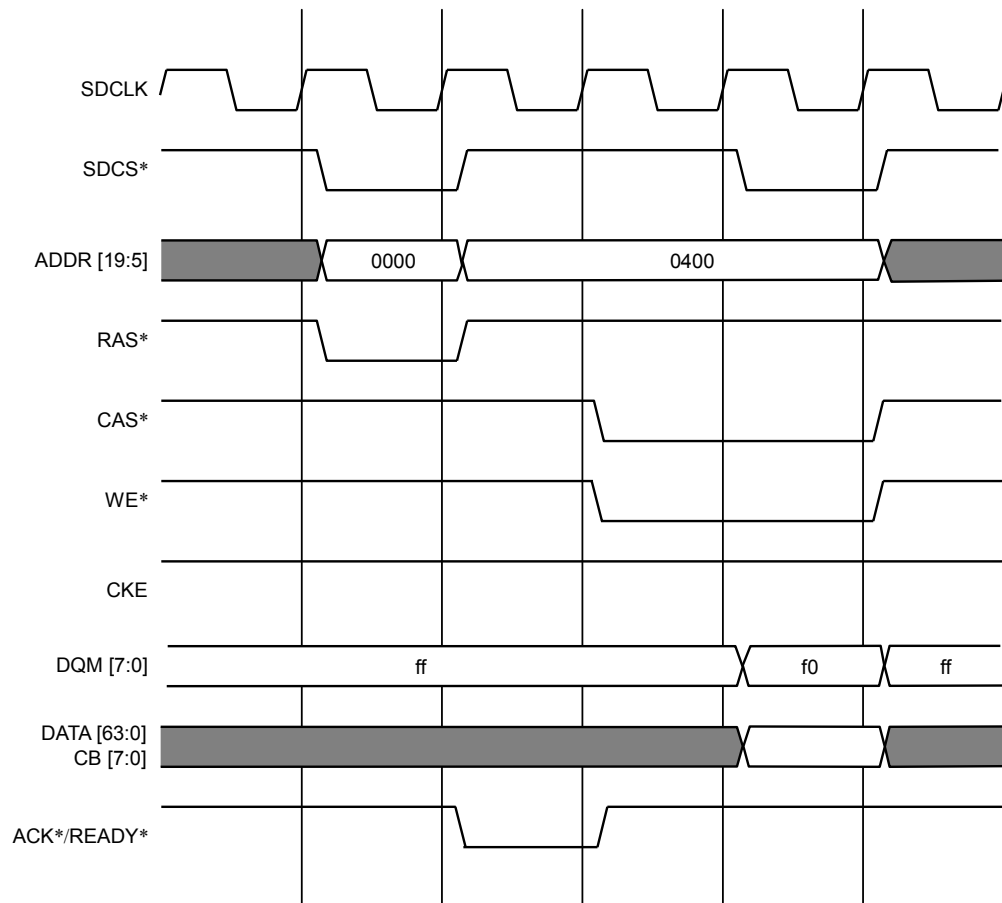 SDCLK
SDCS*
ADDR [19:5] 0000 0400
RAS*
CAS*
WE*
CKE
DQM [7:0] ff f0 ff
DATA [63:0]
CB [7:0]
ACK*/READY*